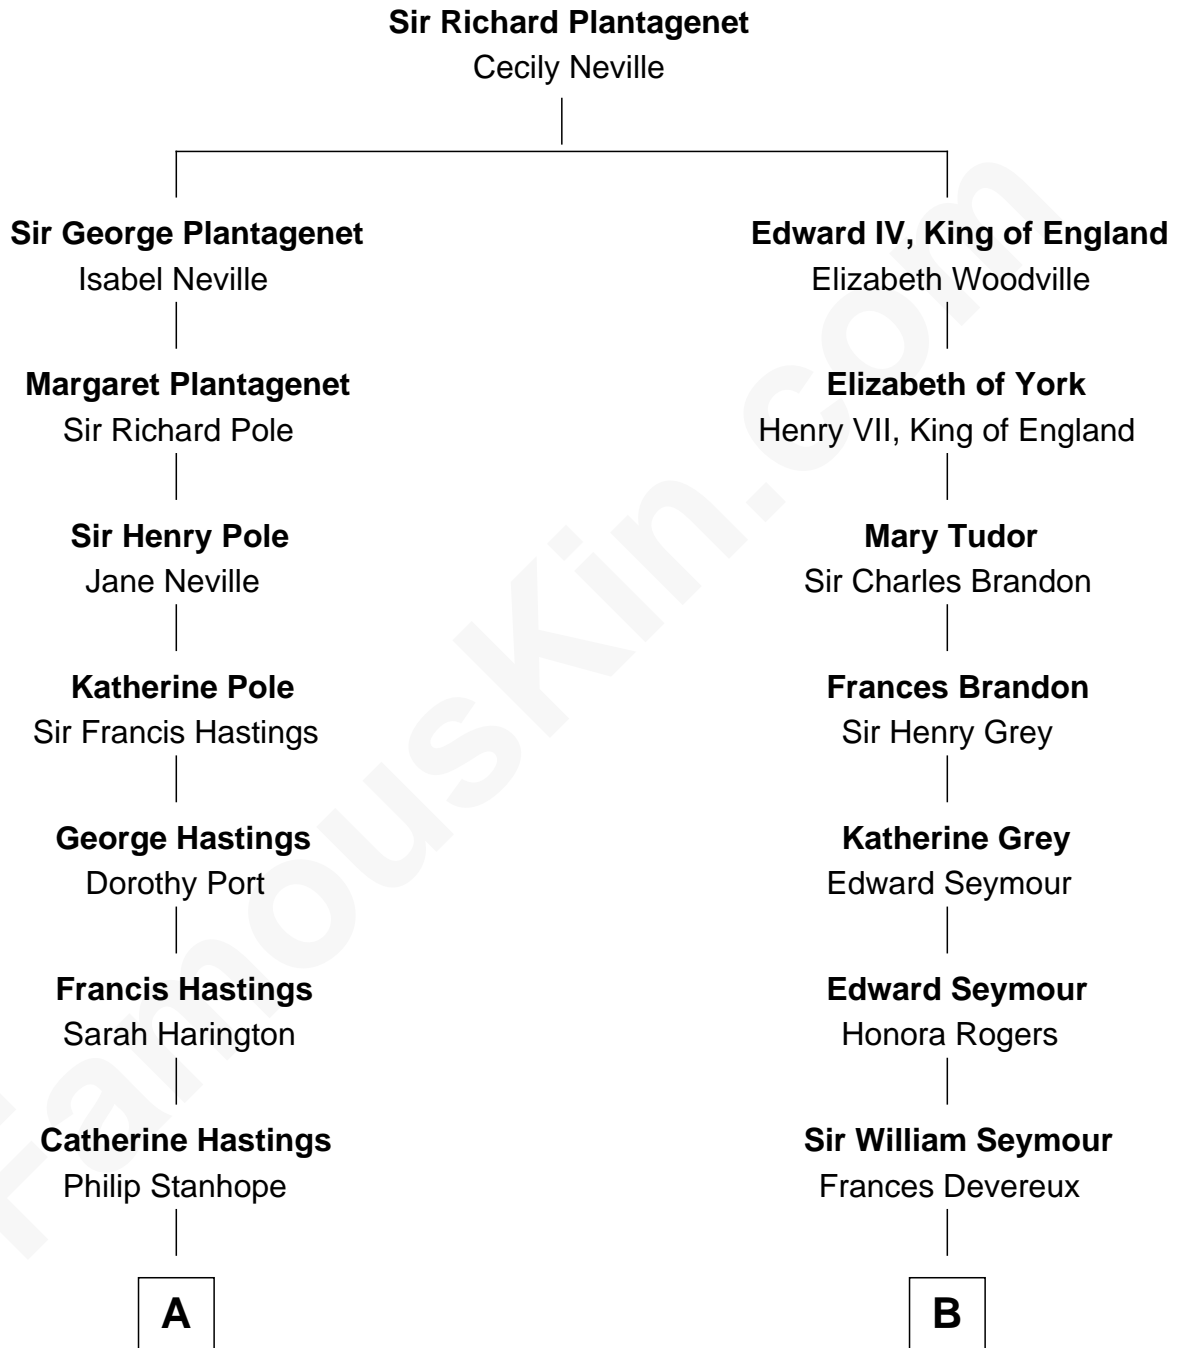 Sir Richard Plantagenet
Cecily Neville
Sir George Plantagenet
Isabel Neville
Edward IV, King of England
Elizabeth Woodville
Margaret Plantagenet
Sir Richard Pole
Elizabeth of York
Henry VII, King of England
Sir Henry Pole
Jane Neville
Mary Tudor
Sir Charles Brandon
Katherine Pole
Sir Francis Hastings
Frances Brandon
Sir Henry Grey
George Hastings
Dorothy Port
Katherine Grey
Edward Seymour
Francis Hastings
Sarah Harington
Edward Seymour
Honora Rogers
Catherine Hastings
Philip Stanhope
Sir William Seymour
Frances Devereux
A
B
FamousKin.com